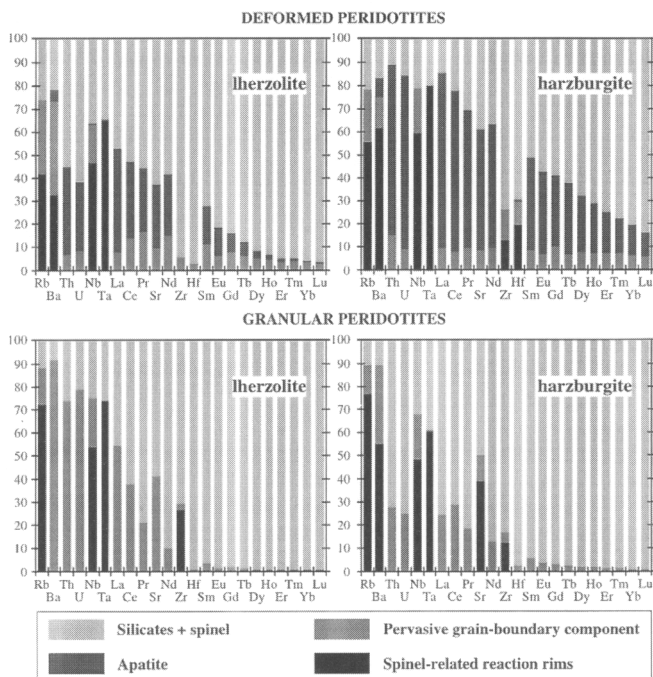 DEFORMED PERIDOTITES
lherzolite
harzburgite
100
90
80
70
60
50
40
30
20
10
0
100
90
80
70
60
50
40
30
20
10
0
Rb Th Nb La Pr Nd Hf Eu Tb Ho Tm Lu
Ba U Ta Ce Sr Zr Sm Gd Dy Er Yb
Rb Th Nb La Pr Nd Hf Eu Tb Ho Tm Lu
Ba U Ta Ce Sr Zr Sm Gd Dy Er Yb
GRANULAR PERIDOTITES
lherzolite
harzburgite
100
90
80
70
60
50
40
30
20
10
0
100
90
80
70
60
50
40
30
20
10
0
Rb Th Nb La Pr Nd Hf Eu Tb Ho Tm Lu
Ba U Ta Ce Sr Zr Sm Gd Dy Er Yb
Rb Th Nb La Pr Nd Hf Eu Tb Ho Tm Lu
Ba U Ta Ce Sr Zr Sm Gd Dy Er Yb
Silicates + spinel
Pervasive grain-boundary component
Apatite
Spinel-related reaction rims